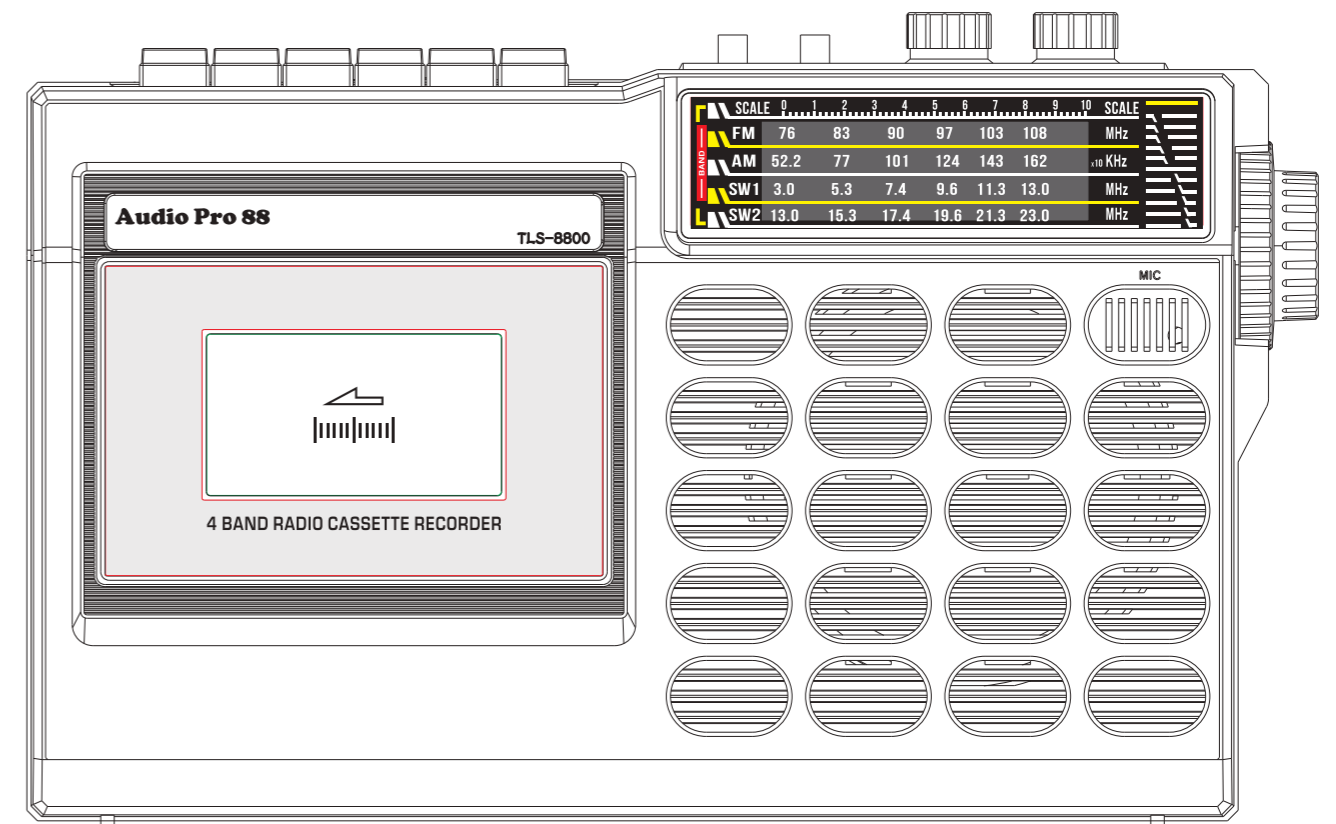 SCALE 0 1 2 3 4 5 6 7 8 9 10 SCALE
FM 76 83 90 97 103 108 MHz
BAND
AM 52.2 77 101 124 143 162 x10 KHz
SW1 3.0 5.3 7.4 9.6 11.3 13.0 MHz
SW2 13.0 15.3 17.4 19.6 21.3 23.0 MHz
Audio Pro 88
TLS-8800
MIC
4 BAND RADIO CASSETTE RECORDER